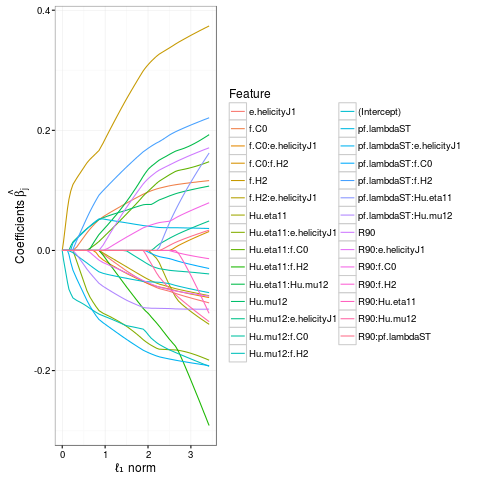 0.4
0.2
0.0
-0.2
Coefficients β̂j
0
1
2
3
ℓ₁ norm
Feature
e.helicityJ1
f.C0
f.C0:e.helicityJ1
f.C0:f.H2
f.H2
f.H2:e.helicityJ1
Hu.eta11
Hu.eta11:e.helicityJ1
Hu.eta11:f.C0
Hu.eta11:f.H2
Hu.eta11:Hu.mu12
Hu.mu12
Hu.mu12:e.helicityJ1
Hu.mu12:f.C0
Hu.mu12:f.H2
(Intercept)
pf.lambdaST
pf.lambdaST:e.helicityJ1
pf.lambdaST:f.C0
pf.lambdaST:f.H2
pf.lambdaST:Hu.eta11
pf.lambdaST:Hu.mu12
R90
R90:e.helicityJ1
R90:f.C0
R90:f.H2
R90:Hu.eta11
R90:Hu.mu12
R90:pf.lambdaST